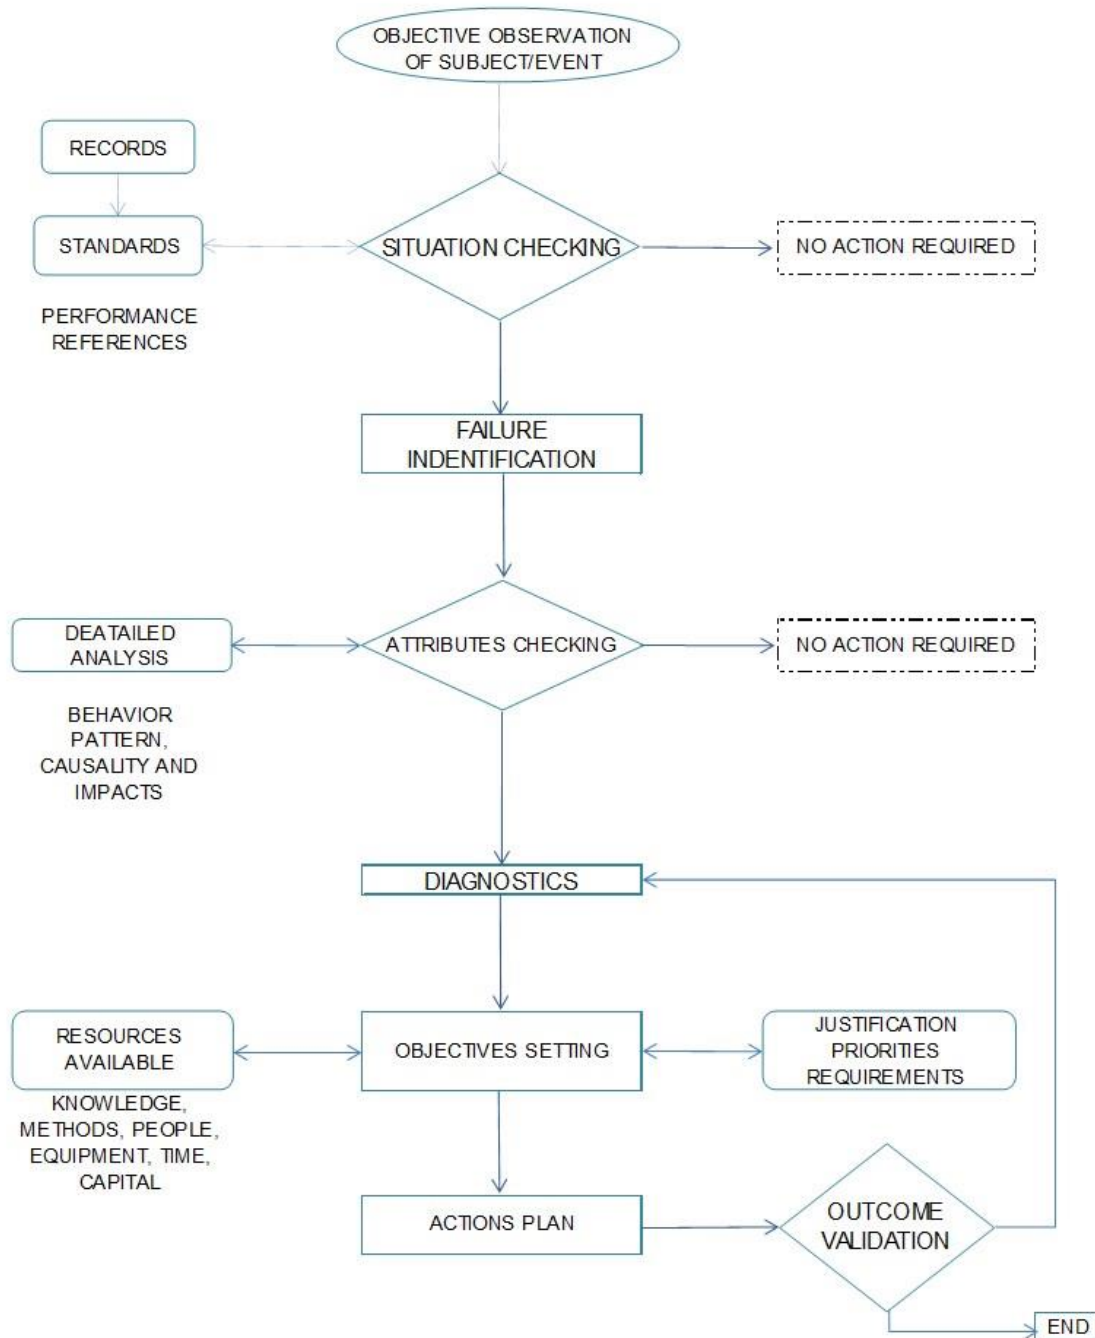 OBJECTIVE OBSERVATION
OF SUBJECT/EVENT
RECORDS
STANDARDS
SITUATION CHECKING
NO ACTION REQUIRED
PERFORMANCE
REFERENCES
FAILURE
INDENTIFICATION
DEATAILED
ANALYSIS
ATTRIBUTES CHECKING
NO ACTION REQUIRED
BEHAVIOR
PATTERN,
CAUSALITY AND
IMPACTS
DIAGNOSTICS
RESOURCES
AVAILABLE
OBJECTIVES SETTING
JUSTIFICATION
PRIORITIES
REQUIREMENTS
KNOWLEDGE,
METHODS, PEOPLE,
EQUIPMENT, TIME,
CAPITAL
ACTIONS PLAN
OUTCOME
VALIDATION
END